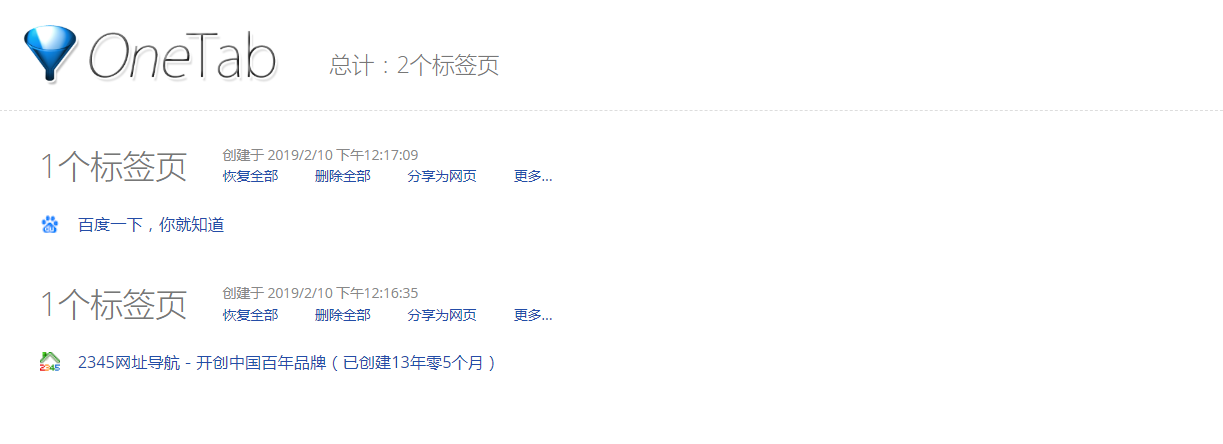 OneTab
总计：2个标签页
1个标签页
创建于 2019/2/10 下午12:17:09
恢复全部 删除全部 分享为网页 更多...
百度一下，你就知道
1个标签页
创建于 2019/2/10 下午12:16:35
恢复全部 删除全部 分享为网页 更多...
2345
2345网址导航 - 开创中国百年品牌（已创建13年零5个月）